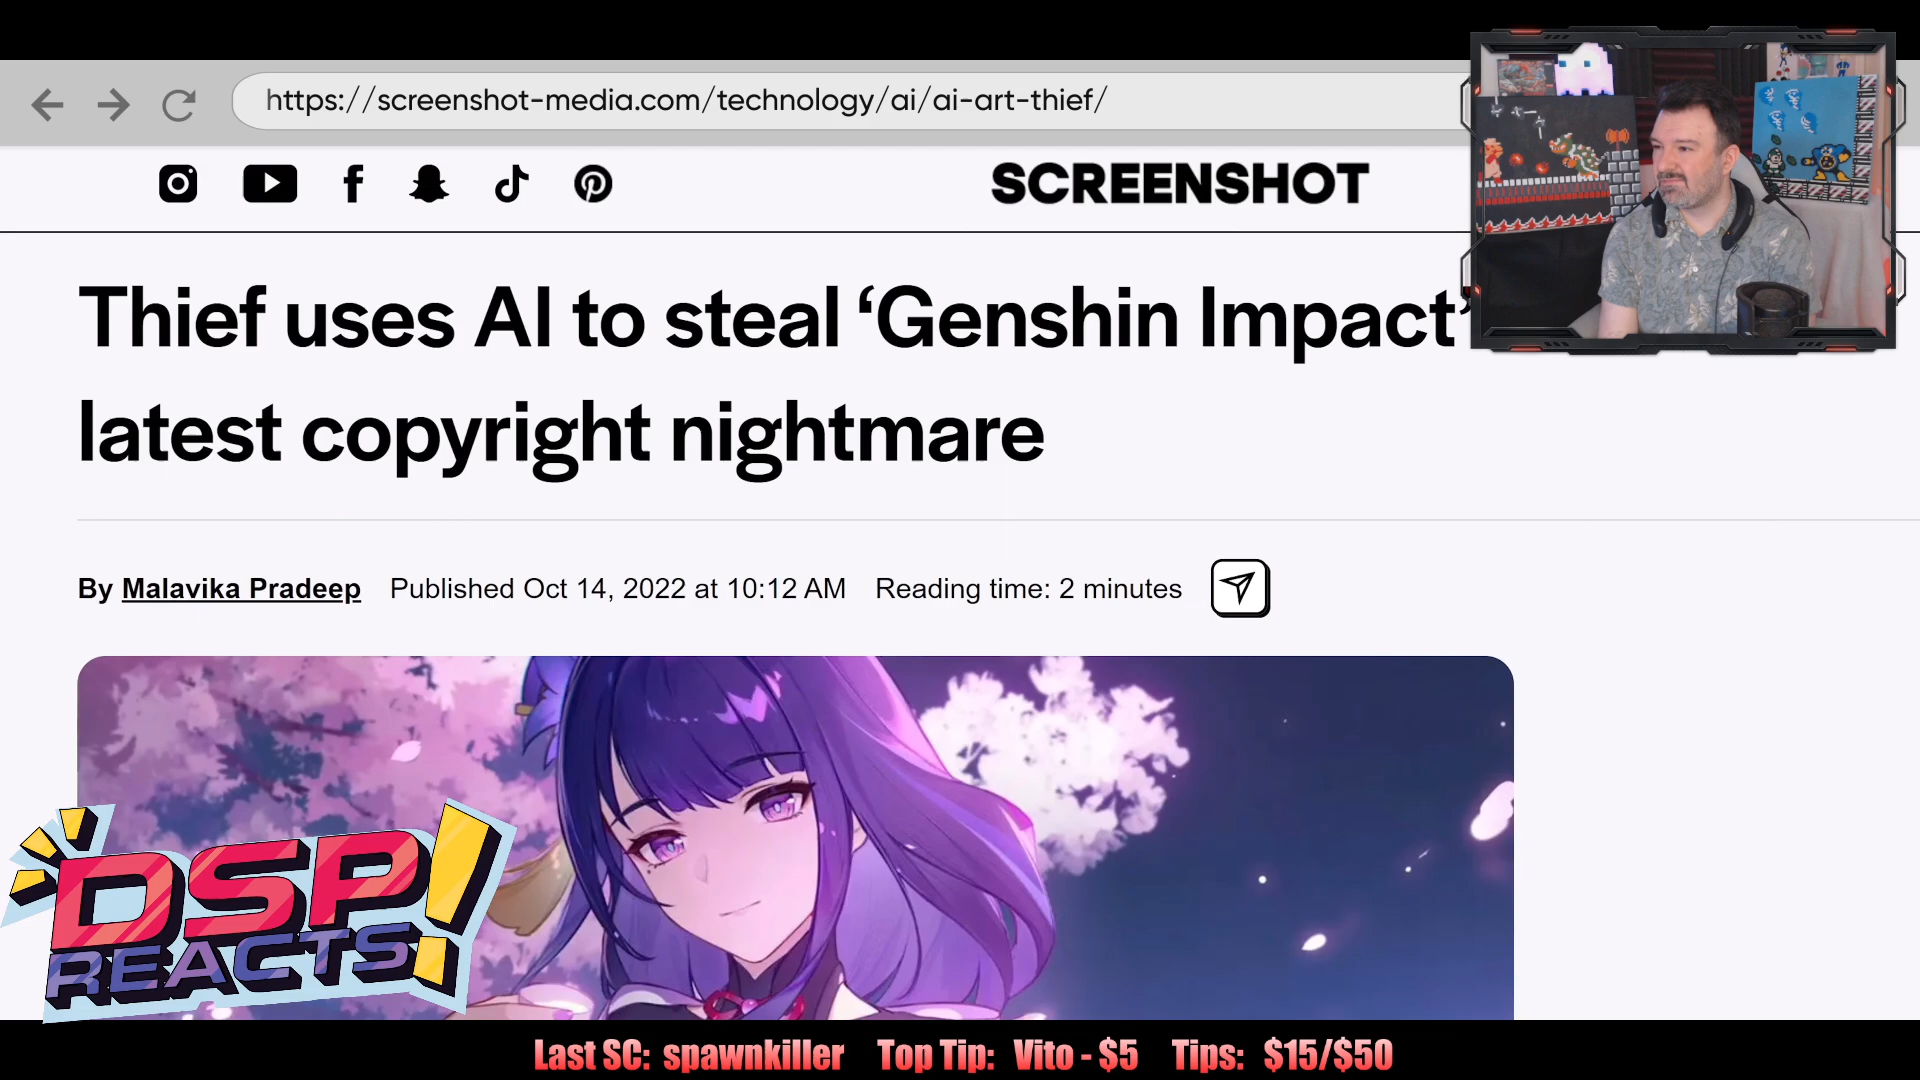 https://screenshot-media.com/technology/ai/ai-art-thief/
SCREENSHOT
Thief uses AI to steal ‘Genshin Impact’
latest copyright nightmare
By Malavika Pradeep Published Oct 14, 2022 at 10:12 AM Reading time: 2 minutes
DSP
REACTS!
Last SC: spawnkiller Top Tip: Vito - $5 Tips: $15/$50